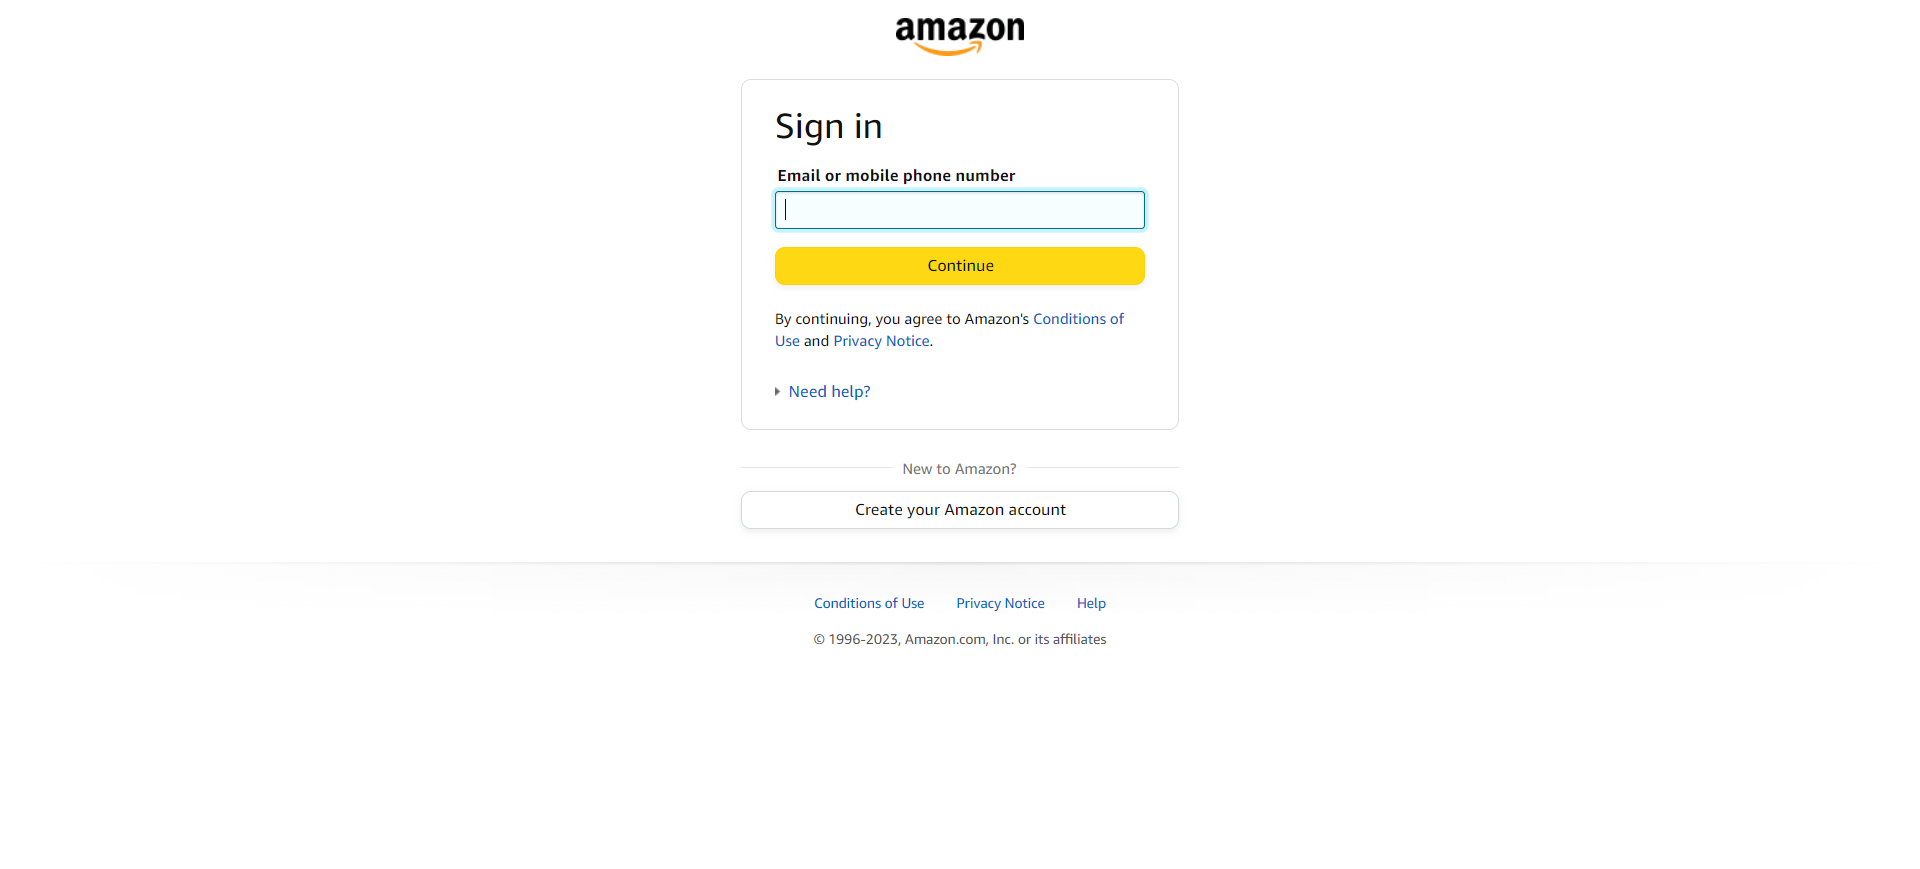 amazon
Sign in
Email or mobile phone number
Continue
By continuing, you agree to Amazon's Conditions of
Use and Privacy Notice.
Need help?
New to Amazon?
Create your Amazon account
Conditions of Use Privacy Notice Help
© 1996-2023, Amazon.com, Inc. or its affiliates